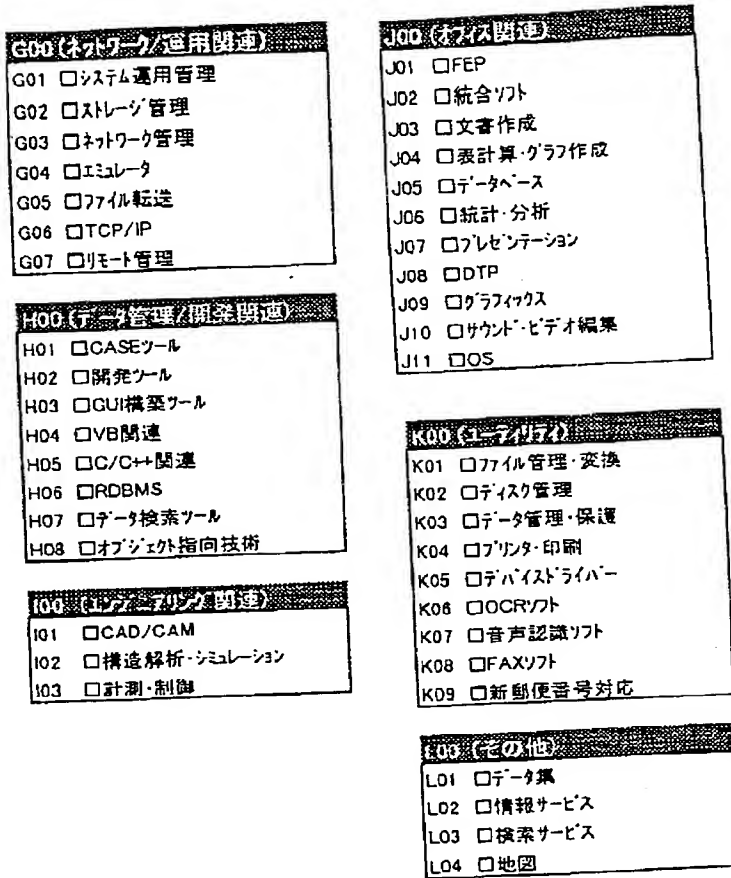 G00 (ネットワーク/運用関連)
G01 □システム運用管理
G02 □ストレージ管理
G03 □ネットワーク管理
G04 □エミュレータ
G05 □ファイル転送
G06 □TCP/IP
G07 □リモート管理
H00 (データ管理/開発関連)
H01 □CASEツール
H02 □開発ツール
H03 □GUI構築ツール
H04 □VB関連
H05 □C/C++関連
H06 □RDBMS
H07 □データ検索ツール
H08 □オブジェクト指向技術
I00 (エンジニアリング関連)
I01 □CAD/CAM
I02 □構造解析・シミュレーション
I03 □計測・制御
J00 (オフィス関連)
J01 □FEP
J02 □統合ソフト
J03 □文書作成
J04 □表計算・グラフ作成
J05 □データベース
J06 □統計・分析
J07 □プレゼンテーション
J08 □DTP
J09 □グラフィックス
J10 □サウンド・ビデオ編集
J11 □OS
K00 (ユーティリティ)
K01 □ファイル管理・変換
K02 □ディスク管理
K03 □データ管理・保護
K04 □プリンタ・印刷
K05 □デバイスドライバー
K06 □OCRソフト
K07 □音声認識ソフト
K08 □FAXソフト
K09 □新郵便番号対応
L00 (その他)
L01 □データ集
L02 □情報サービス
L03 □検索サービス
L04 □地図